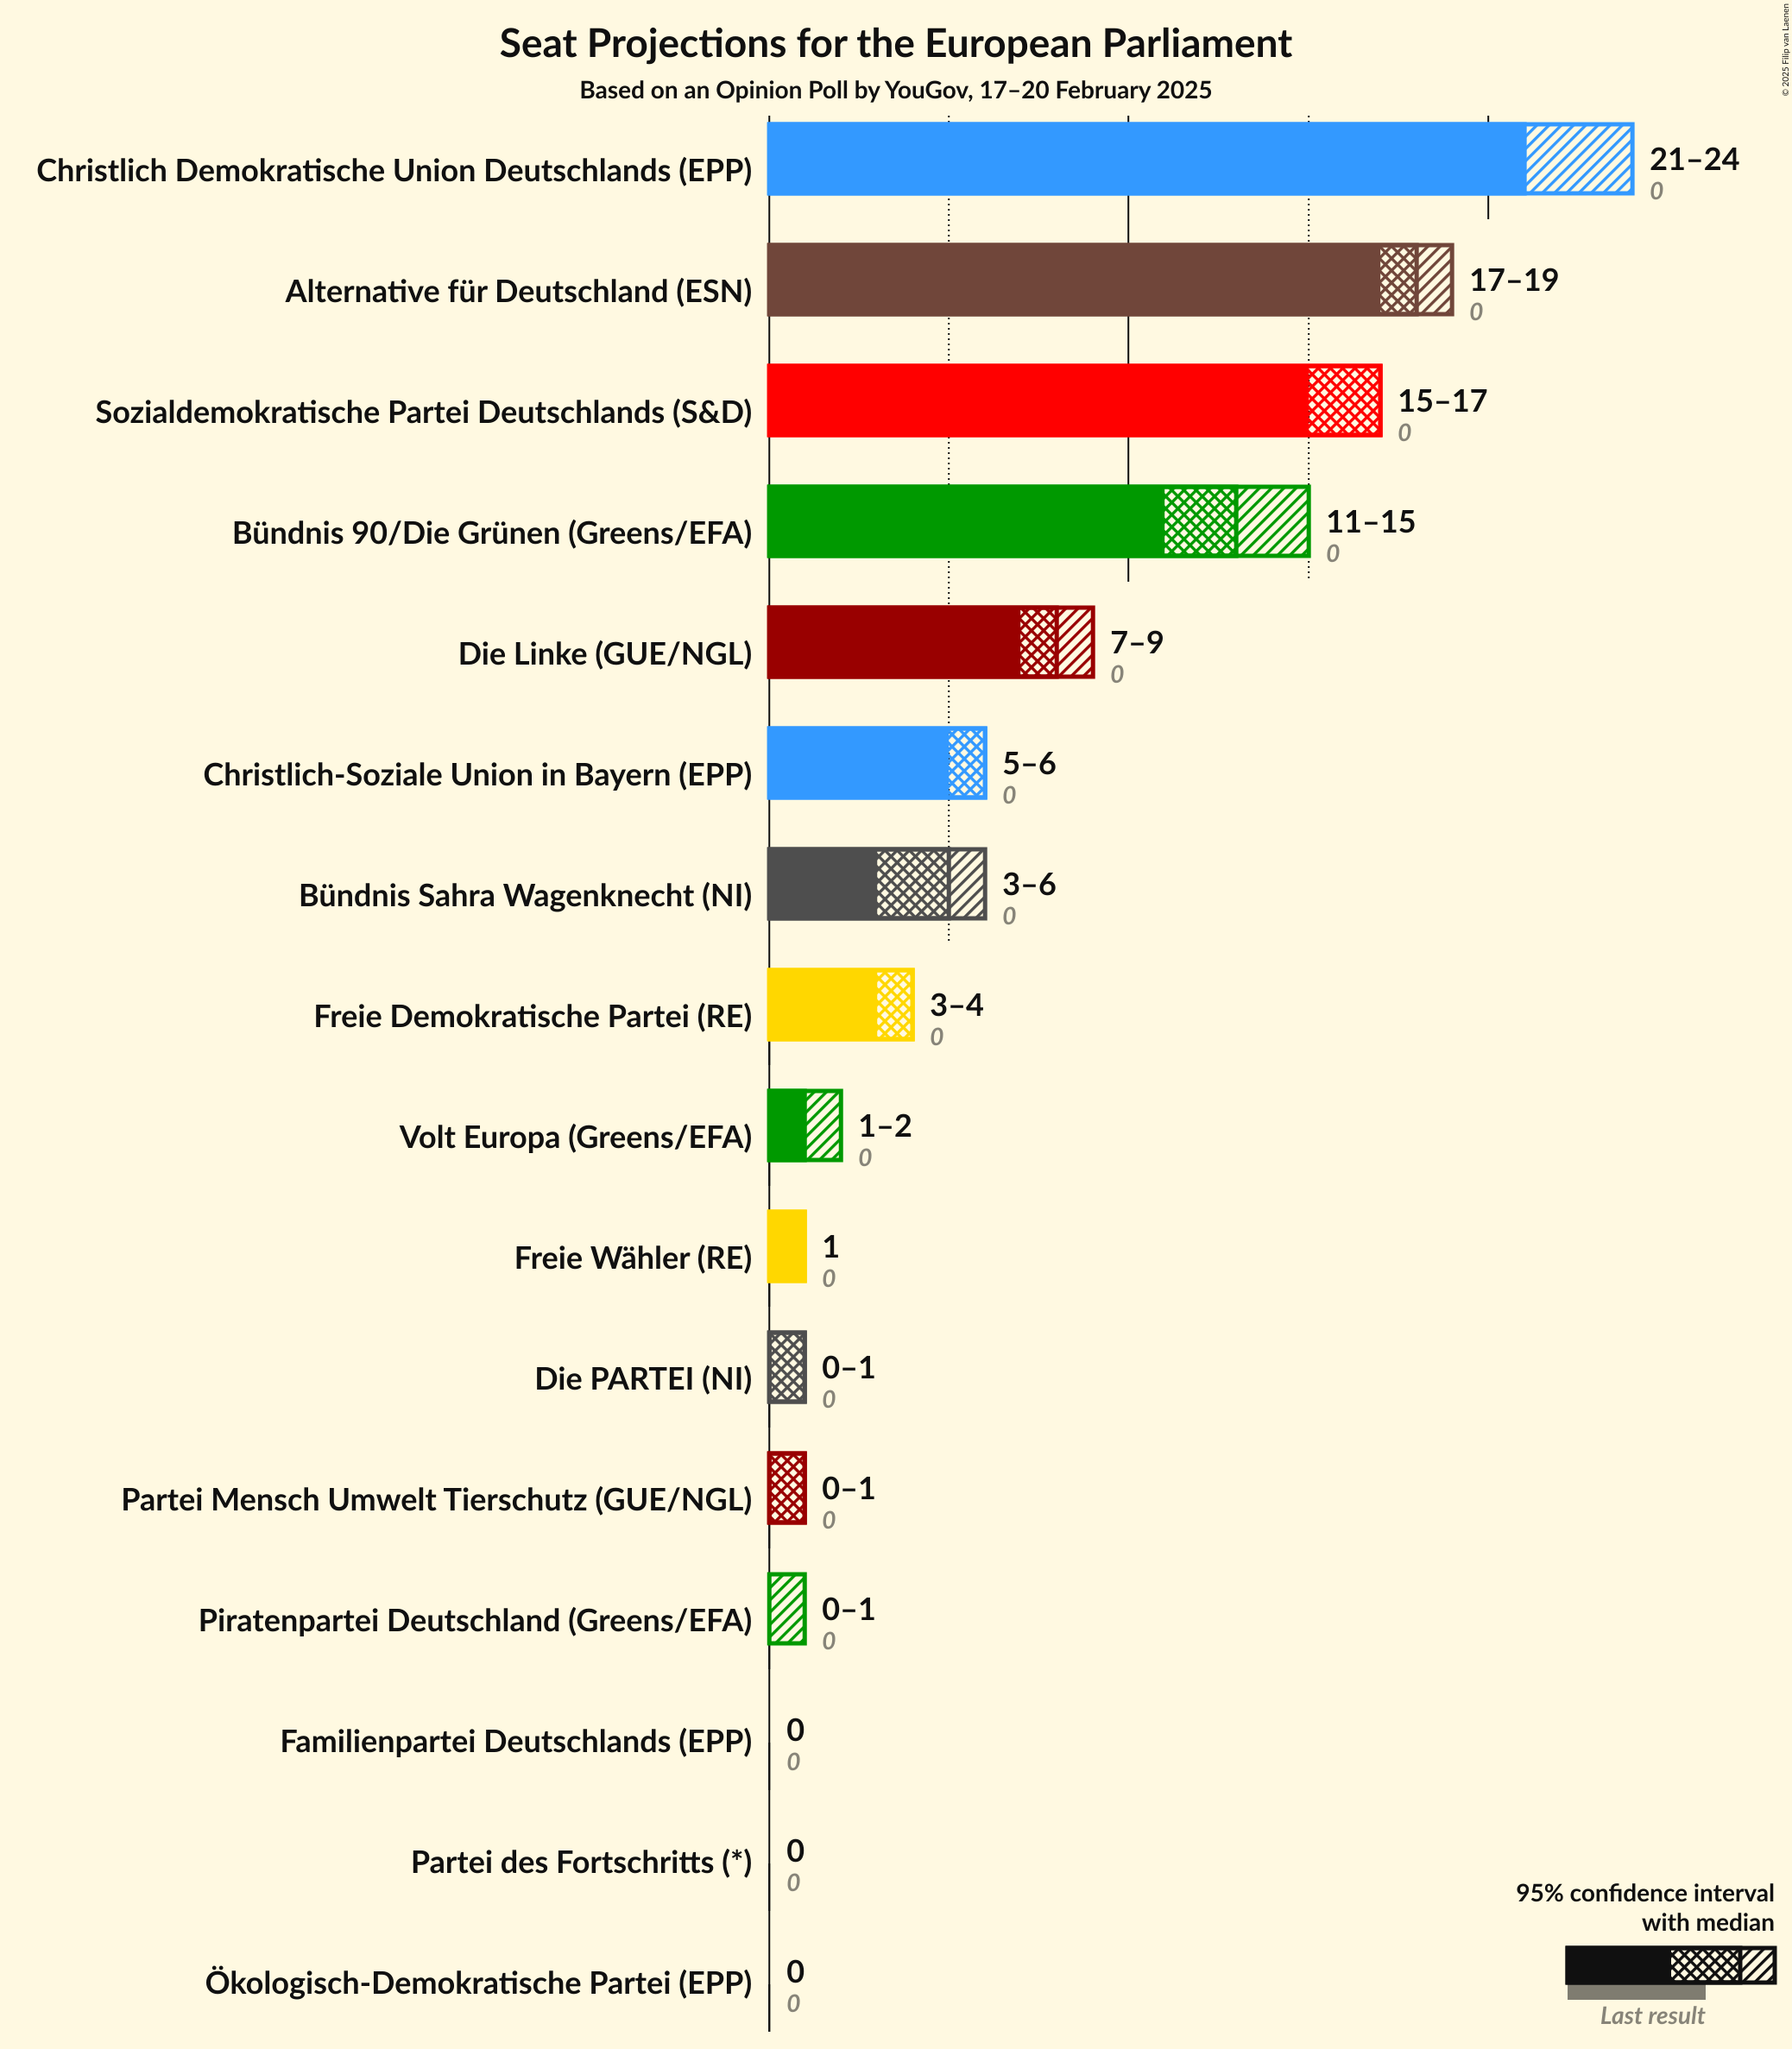 Seat Projections for the European Parliament
Based on an Opinion Poll by YouGov, 17–20 February 2025
© 2025 Filip van Laenen
Christlich Demokratische Union Deutschlands (EPP)
21–24
0
Alternative für Deutschland (ESN)
17–19
0
Sozialdemokratische Partei Deutschlands (S&D)
15–17
0
Bündnis 90/Die Grünen (Greens/EFA)
11–15
0
Die Linke (GUE/NGL)
7–9
0
Christlich-Soziale Union in Bayern (EPP)
5–6
0
Bündnis Sahra Wagenknecht (NI)
3–6
0
Freie Demokratische Partei (RE)
3–4
0
Volt Europa (Greens/EFA)
1–2
0
Freie Wähler (RE)
1
0
Die PARTEI (NI)
0–1
0
Partei Mensch Umwelt Tierschutz (GUE/NGL)
0–1
0
Piratenpartei Deutschland (Greens/EFA)
0–1
0
Familienpartei Deutschlands (EPP)
0
0
Partei des Fortschritts (*)
0
0
Ökologisch-Demokratische Partei (EPP)
0
0
95% confidence interval
with median
Last result